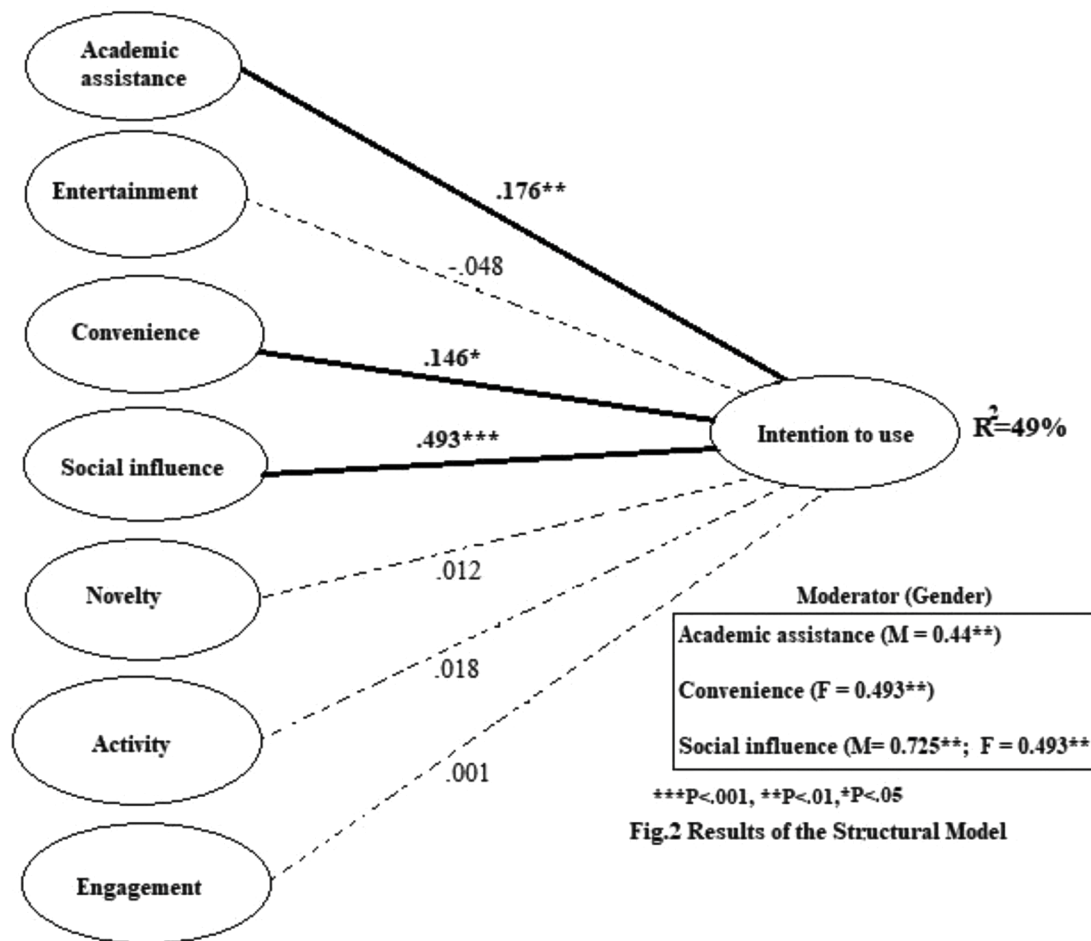 Academic
assistance
.176**
Entertainment
-.048
Convenience
.146*
Social influence
.493***
Intention to use
R²=49%
Novelty
.012
Activity
.018
Engagement
.001
Moderator (Gender)
Academic assistance (M = 0.44**)
Convenience (F = 0.493**)
Social influence (M= 0.725**; F = 0.493**
***P<.001, **P<.01,*P<.05
Fig.2 Results of the Structural Model